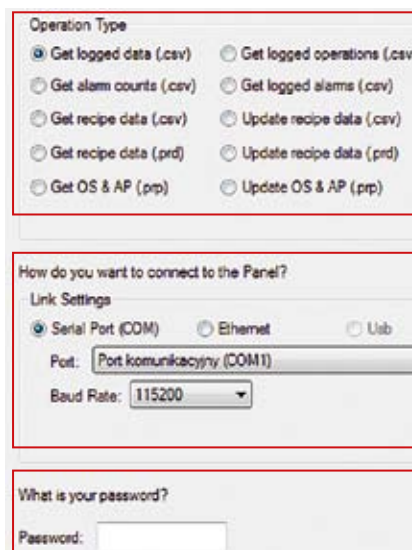 Operation Type
Get logged data (.csv) Get logged operations (.csv
Get alarm counts (.csv) Get logged alarms (.csv)
Get recipe data (.csv) Update recipe data (.csv)
Get recipe data (.prd) Update recipe data (.prd)
Get OS & AP (.prp) Update OS & AP (.prp)
How do you want to connect to the Panel?
Link Settings
Serial Port (COM) Ethernet Usb
Port: Port komunikacyjny (COM1)
Baud Rate: 115200
What is your password?
Password: